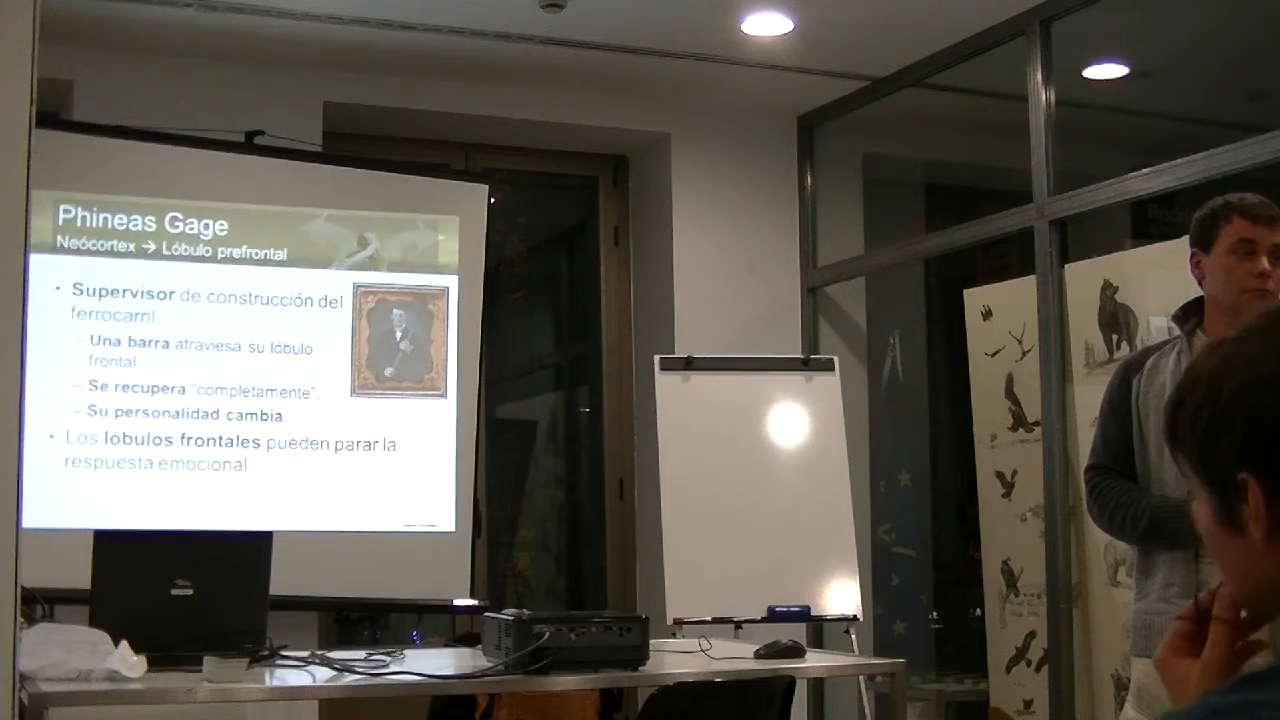 Phineas Gage
Neócortex → Lóbulo prefrontal
• Supervisor de construcción del
ferrocarril.
– Una barra atraviesa su lóbulo
frontal
– Se recupera “completamente”.
– Su personalidad cambia.
• Los lóbulos frontales pueden parar la
respuesta emocional.